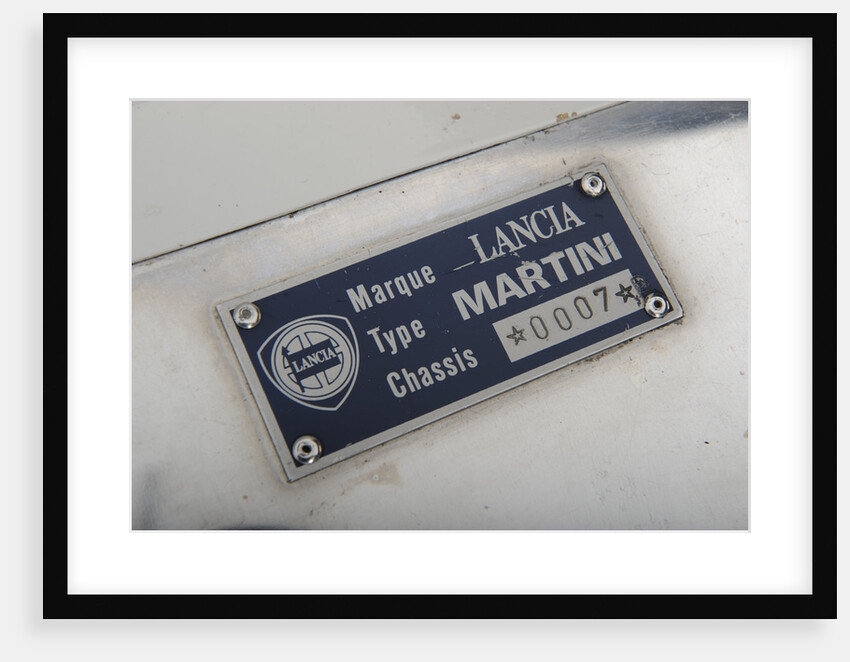 Marque LANCIA
Type MARTINI
Chassis ☆0007☆
LANCIA